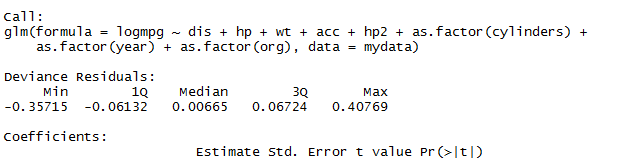 Call:
glm(formula = logmpg ~ dis + hp + wt + acc + hp2 + as.factor(cylinders) +
    as.factor(year) + as.factor(org), data = mydata)
Deviance Residuals:
     Min       1Q   Median       3Q      Max
-0.35715 -0.06132  0.00665  0.06724  0.40769
Coefficients:
                        Estimate Std. Error t value Pr(>|t|)